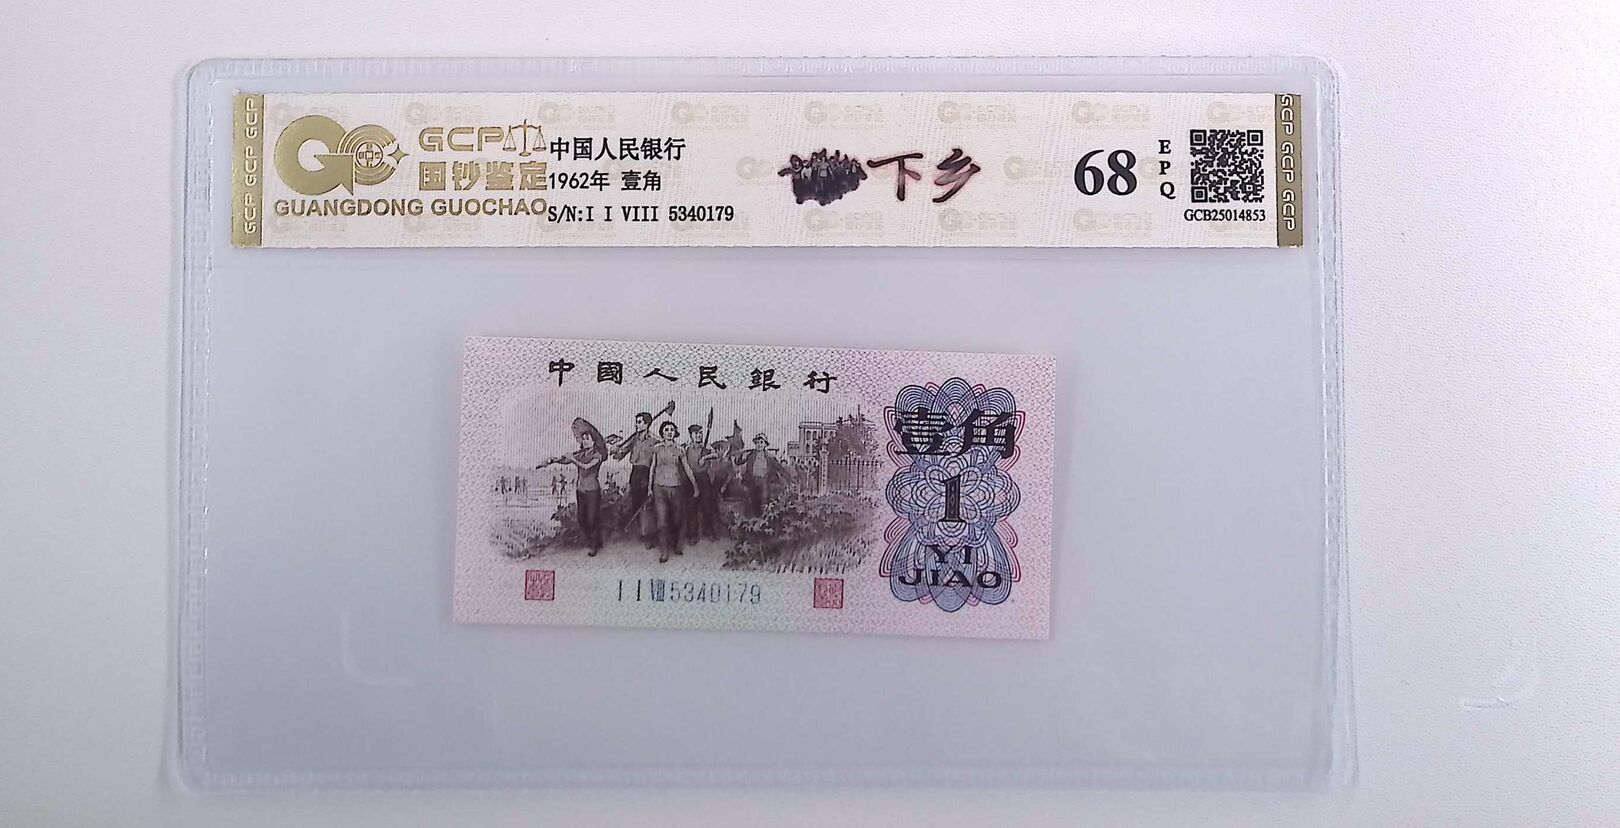 GCP
国钞鉴定
GUANGDONG GUOCHAO
中国人民银行
1962年 壹角
S/N:I I VIII 5340179
下乡
68
EPQ
GCB25014853
GCP GCP GCP
GCP GCP GCP
中國人民銀行
壹角
1
YI
JIAO
I I VIII 5340179